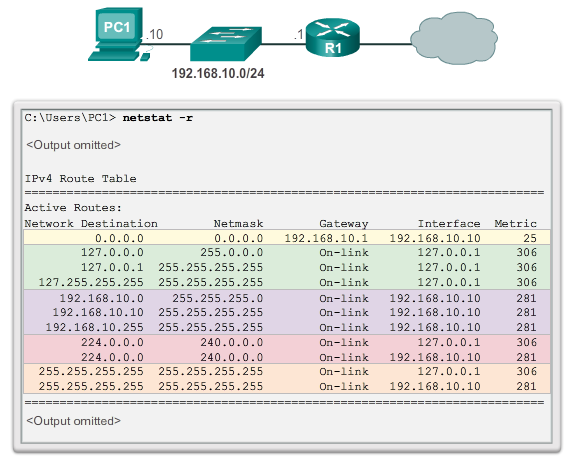 PC1
.10
.1
R1
192.168.10.0/24
C:\Users\PC1> netstat -r
<Output omitted>
IPv4 Route Table
===========================================================================
Active Routes:
Network Destination Netmask Gateway Interface Metric
0.0.0.0 0.0.0.0 192.168.10.1 192.168.10.10 25
127.0.0.0 255.0.0.0 On-link 127.0.0.1 306
127.0.0.1 255.255.255.255 On-link 127.0.0.1 306
127.255.255.255 255.255.255.255 On-link 127.0.0.1 306
192.168.10.0 255.255.255.0 On-link 192.168.10.10 281
192.168.10.10 255.255.255.255 On-link 192.168.10.10 281
192.168.10.255 255.255.255.255 On-link 192.168.10.10 281
224.0.0.0 240.0.0.0 On-link 127.0.0.1 306
224.0.0.0 240.0.0.0 On-link 192.168.10.10 281
255.255.255.255 255.255.255.255 On-link 127.0.0.1 306
255.255.255.255 255.255.255.255 On-link 192.168.10.10 281
===========================================================================
<Output omitted>